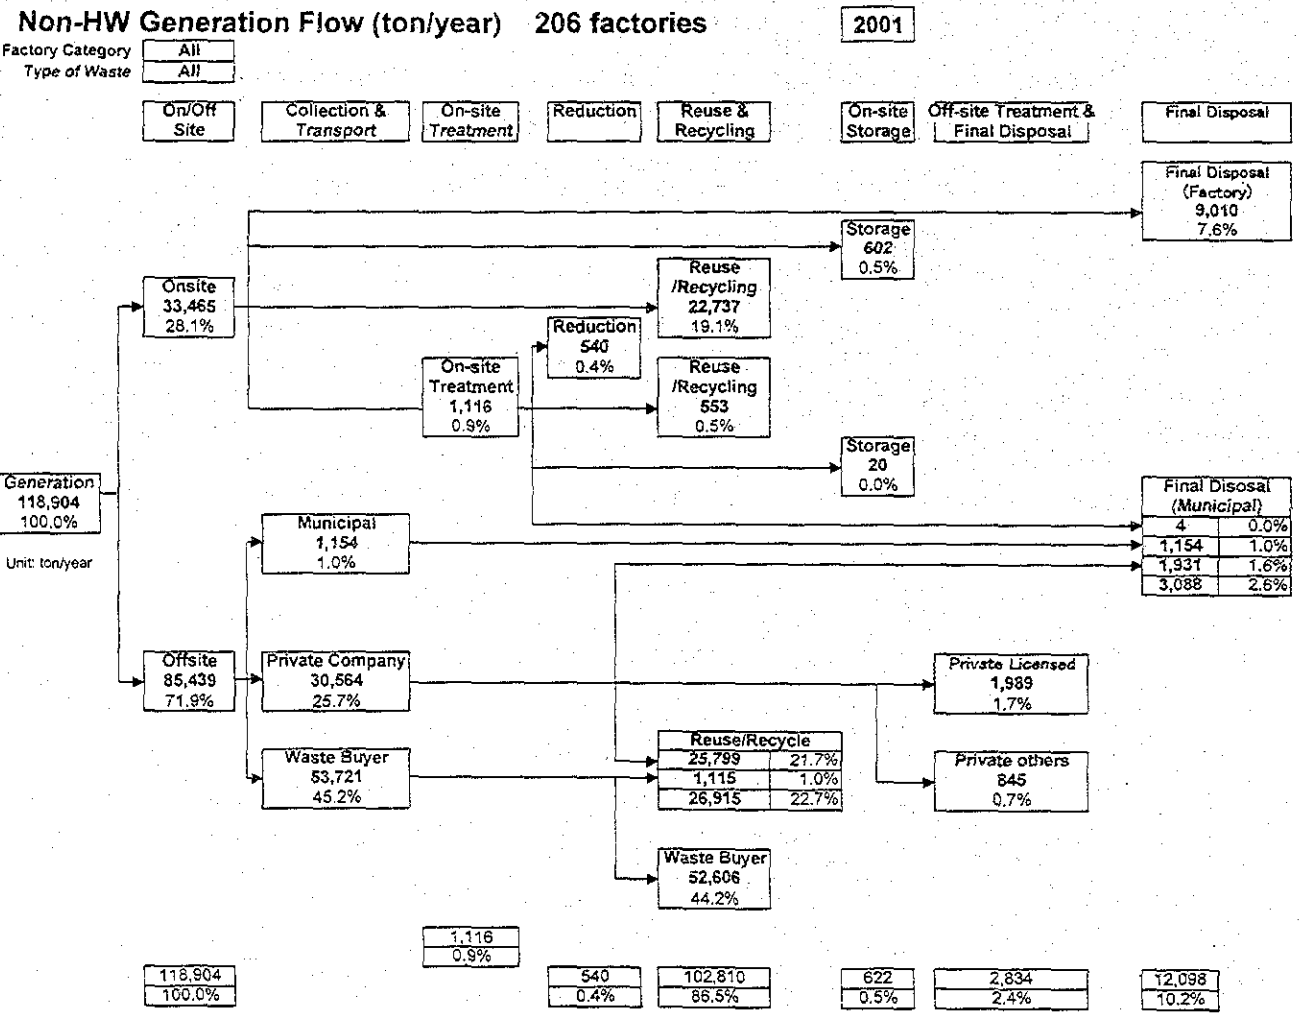 Non-HW Generation Flow (ton/year) 206 factories 2001
Factory Category All
Type of Waste All
On/Off
Site
Collection &
Transport
On-site
Treatment
Reduction
Reuse &
Recycling
On-site
Storage
Off-site Treatment &
Final Disposal
Final Disposal
Final Disposal
(Factory)
9,010
7.6%
Storage
602
0.5%
Onsite
33,465
28.1%
Reuse
/Recycling
22,737
19.1%
Reduction
540
0.4%
On-site
Treatment
1,116
0.9%
Reuse
/Recycling
553
0.5%
Storage
20
0.0%
Generation
118,904
100.0%
Unit: ton/year
Municipal
1,154
1.0%
Final Disosal
(Municipal)
4 0.0%
1,154 1.0%
1,931 1.6%
3,088 2.6%
Offsite
85,439
71.9%
Private Company
30,564
25.7%
Private Licensed
1,989
1.7%
Waste Buyer
53,721
45.2%
Reuse/Recycle
25,799 21.7%
1,115 1.0%
26,915 22.7%
Private others
845
0.7%
Waste Buyer
52,606
44.2%
1,116
0.9%
118,904 540 102,810 622 2,834 12,098
100.0% 0.4% 86.5% 0.5% 2.4% 10.2%